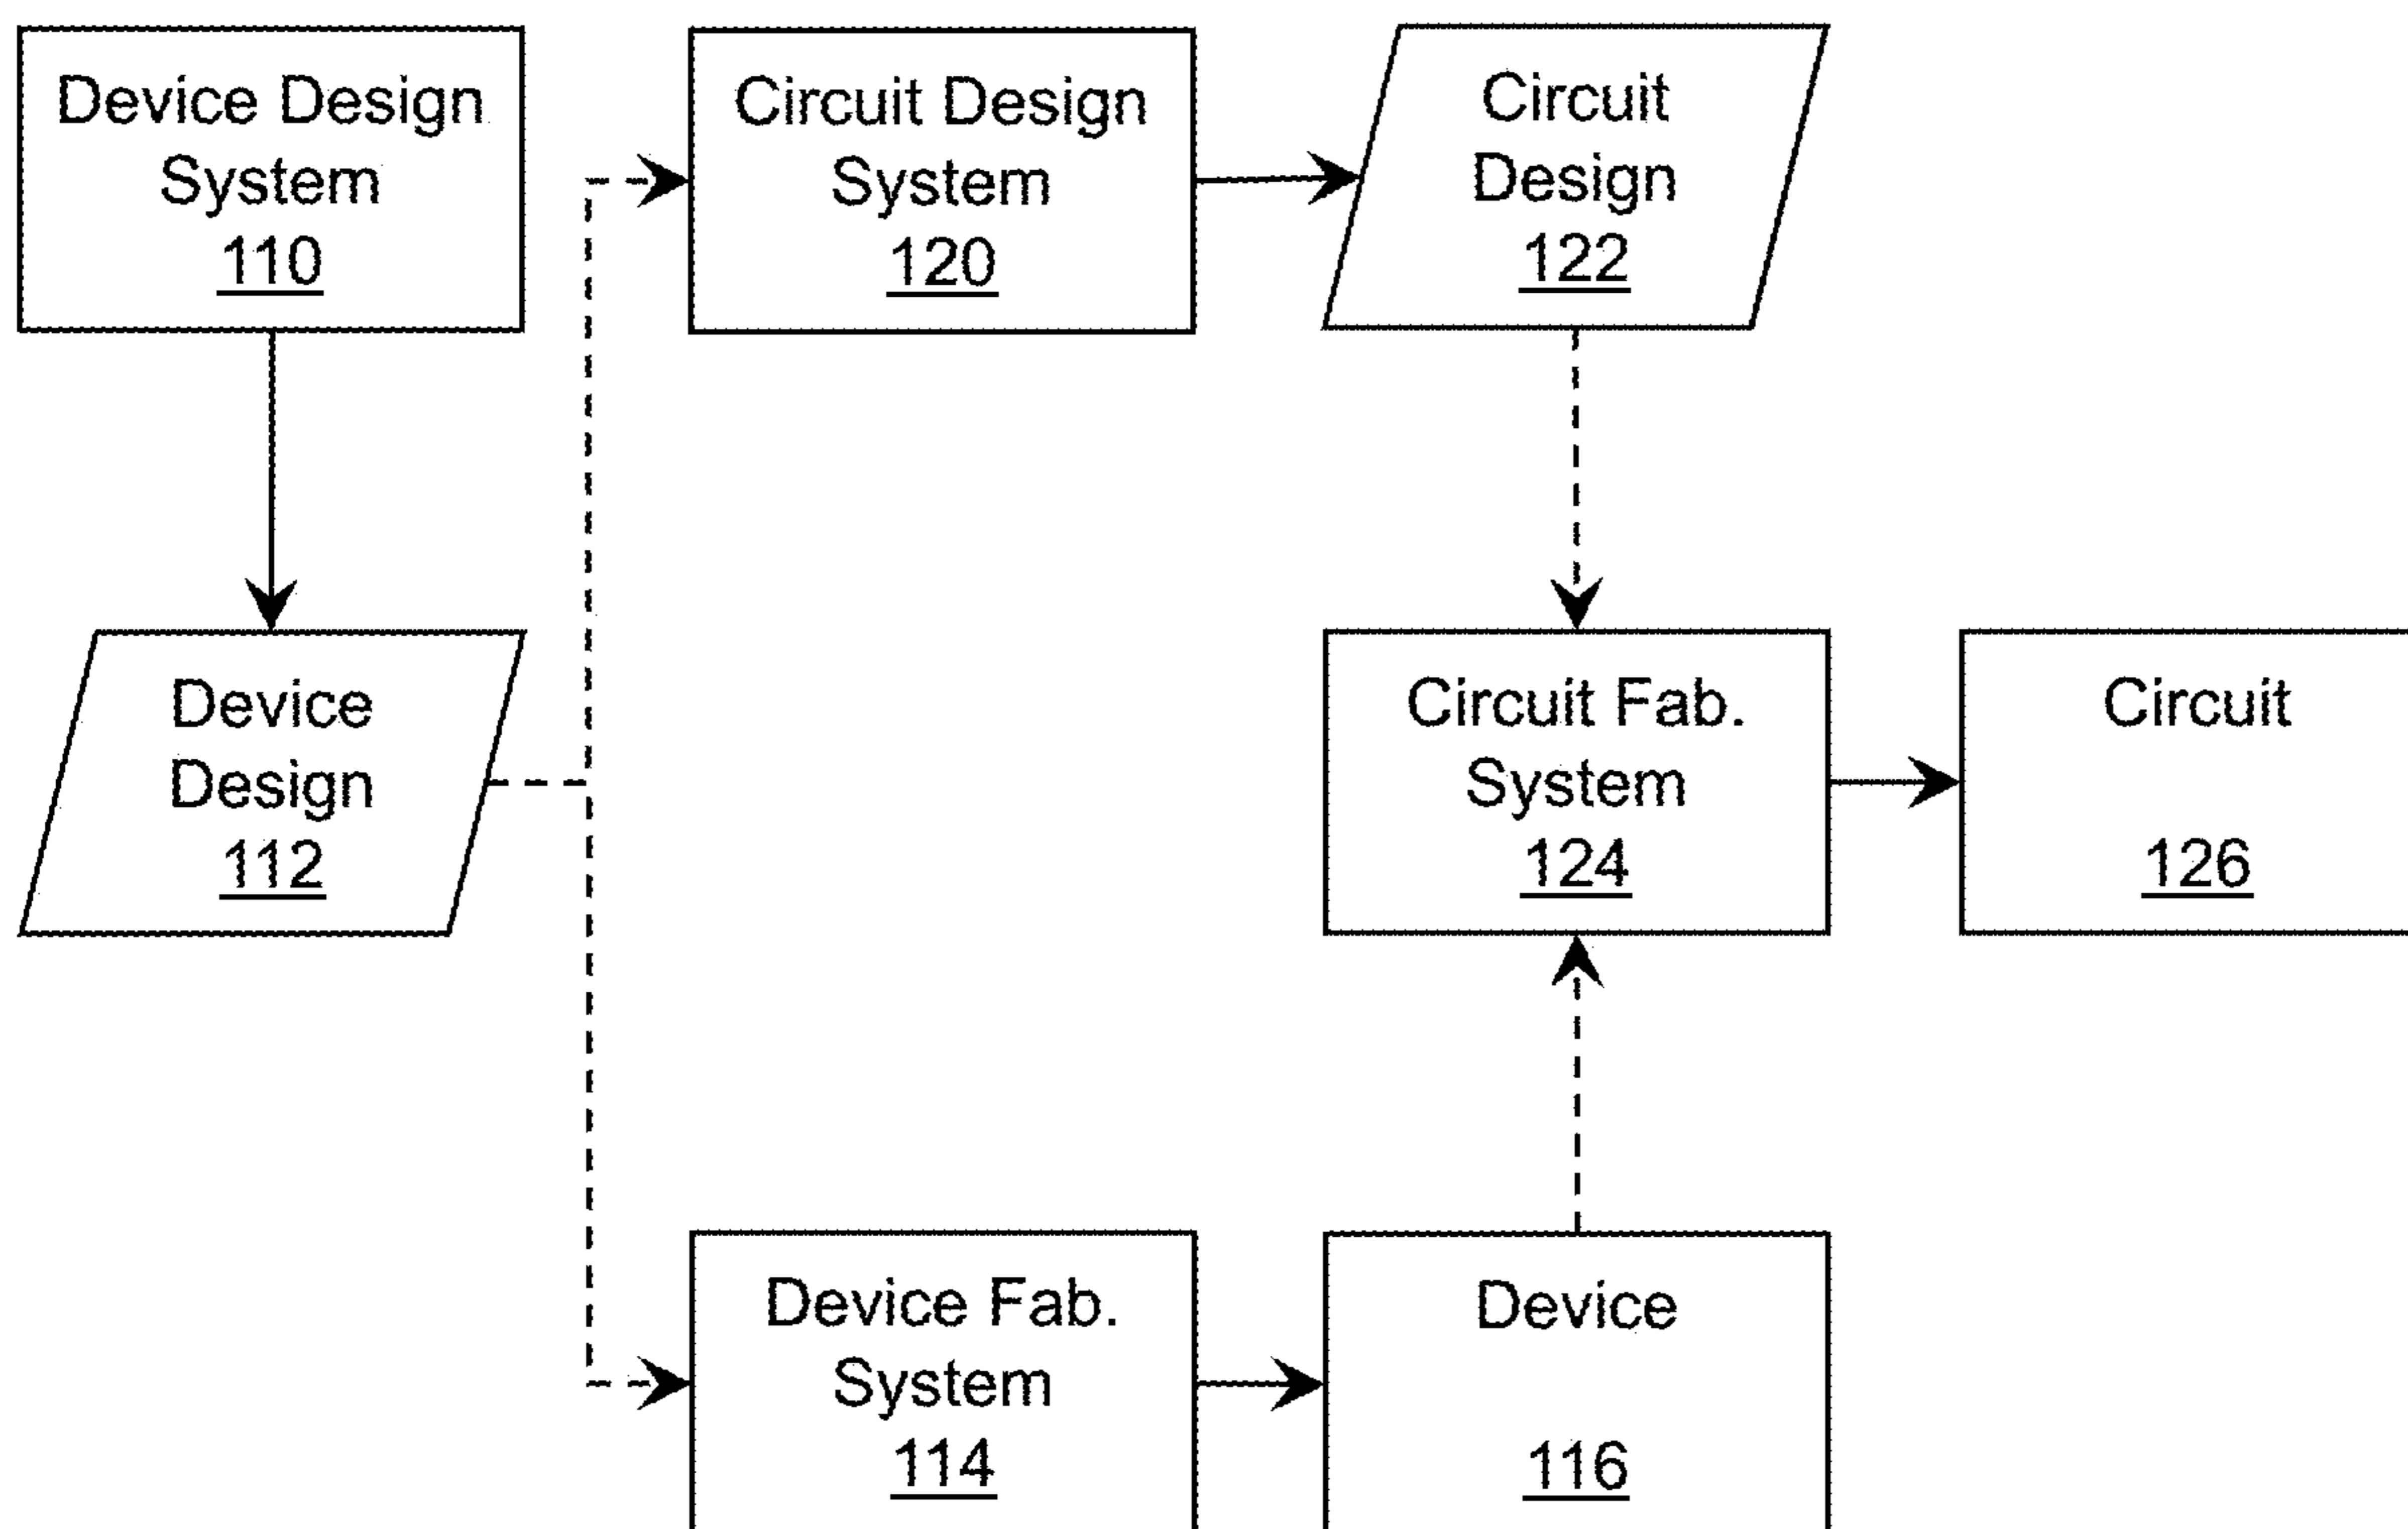 Device Design
System
110
Circuit Design
System
120
Circuit
Design
122
Device
Design
112
Circuit Fab.
System
124
Circuit
126
Device Fab.
System
114
Device
116